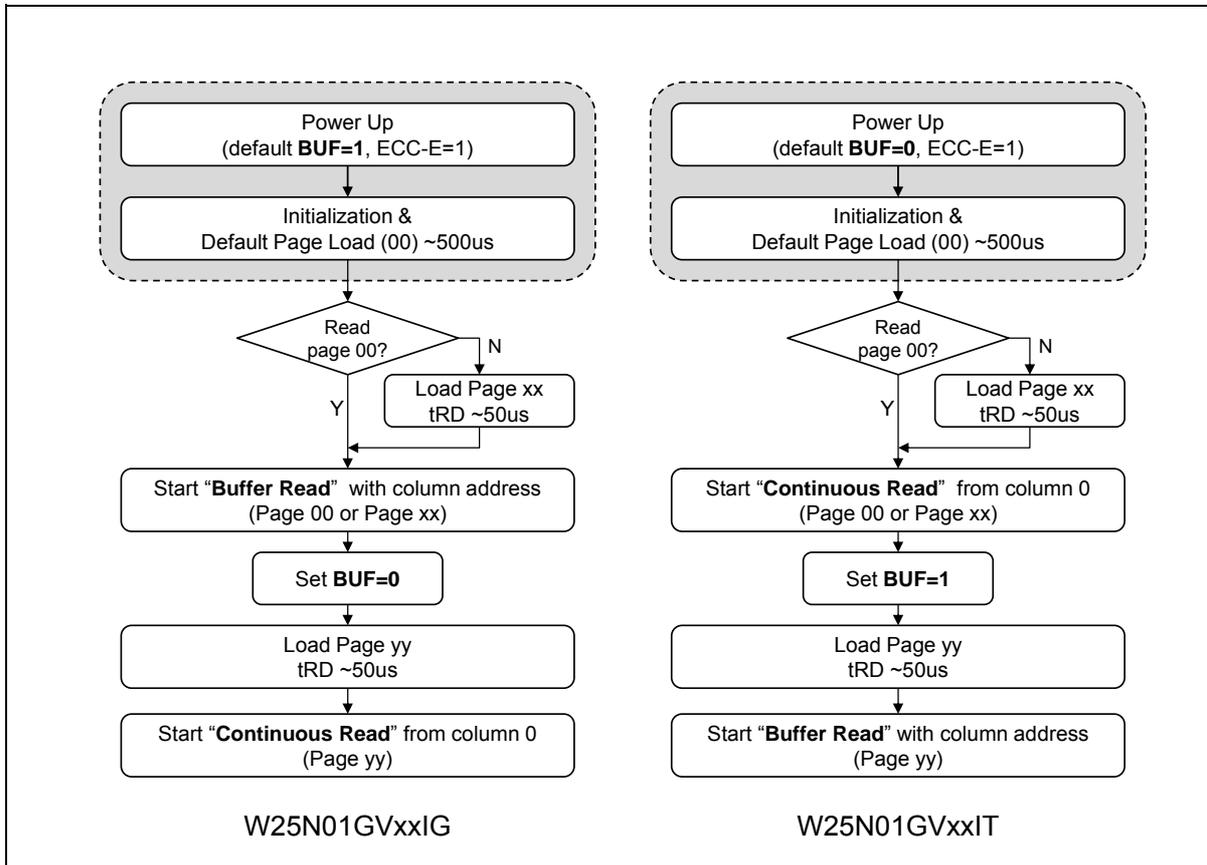 Power Up
(default BUF=1, ECC-E=1)
Initialization &
Default Page Load (00) ~500us
Read
page 00?
N
Load Page xx
tRD ~50us
Y
Start “Buffer Read” with column address
(Page 00 or Page xx)
Set BUF=0
Load Page yy
tRD ~50us
Start “Continuous Read” from column 0
(Page yy)
W25N01GVxxIG
Power Up
(default BUF=0, ECC-E=1)
Initialization &
Default Page Load (00) ~500us
Read
page 00?
N
Load Page xx
tRD ~50us
Y
Start “Continuous Read” from column 0
(Page 00 or Page xx)
Set BUF=1
Load Page yy
tRD ~50us
Start “Buffer Read” with column address
(Page yy)
W25N01GVxxIT